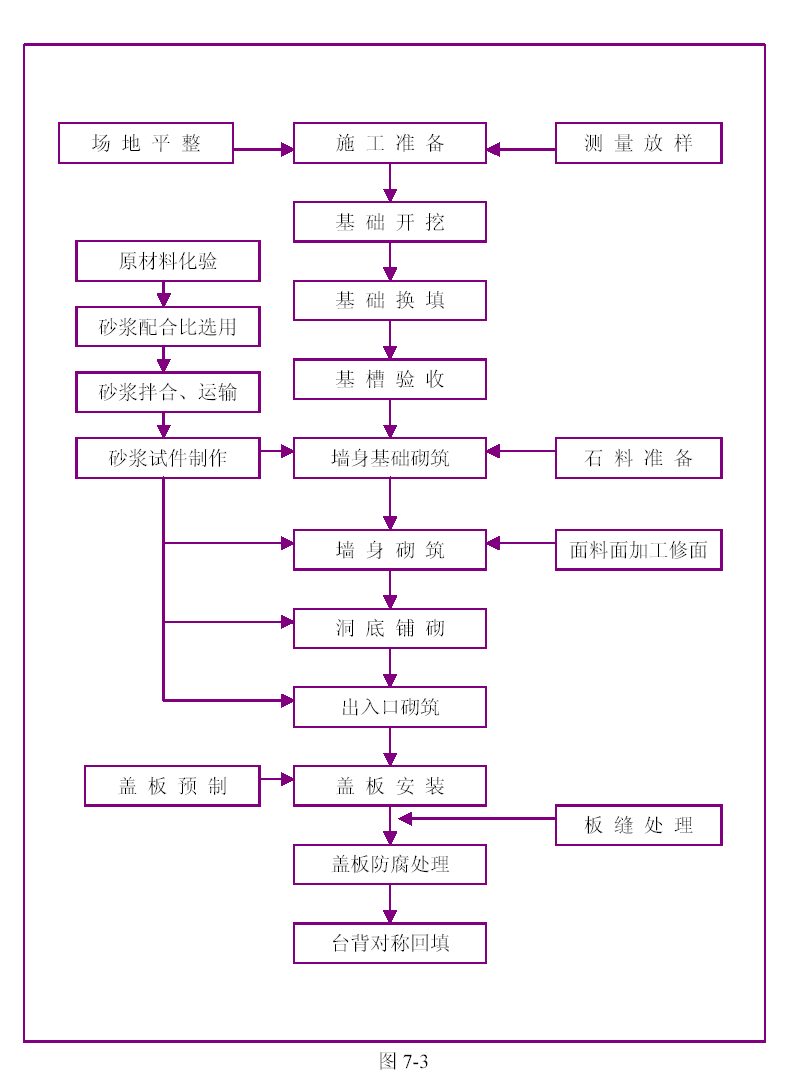 场 地 平 整
施 工 准 备
测 量 放 样
基 础 开 挖
原材料化验
基 础 换 填
砂浆配合比选用
基 槽 验 收
砂浆拌合、运输
砂浆试件制作
墙身基础砌筑
石 料 准 备
墙 身 砌 筑
面料面加工修面
洞 底 铺 砌
出入口砌筑
盖 板 预 制
盖 板 安 装
板 缝 处 理
盖板防腐处理
台背对称回填
图 7-3